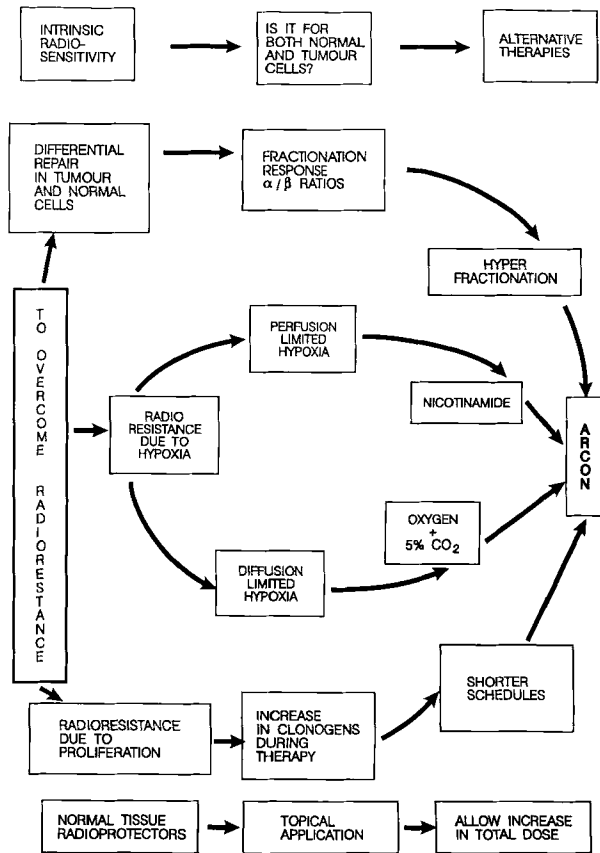 INTRINSIC
RADIO-
SENSITIVITY
IS IT FOR
BOTH NORMAL
AND TUMOUR
CELLS?
ALTERNATIVE
THERAPIES
DIFFERENTIAL
REPAIR
IN TUMOUR
AND NORMAL
CELLS
FRACTIONATION
RESPONSE
α/β RATIOS
HYPER
FRACTIONATION
TO OVERCOME RADIORESTANCE
PERFUSION
LIMITED
HYPOXIA
NICOTINAMIDE
RADIO
RESISTANCE
DUE TO
HYPOXIA
ARCON
OXYGEN
+
5% CO₂
DIFFUSION
LIMITED
HYPOXIA
SHORTER
SCHEDULES
RADIORESISTANCE
DUE TO
PROLIFERATION
INCREASE
IN CLONOGENS
DURING
THERAPY
NORMAL TISSUE
RADIOPROTECTORS
TOPICAL
APPLICATION
ALLOW INCREASE
IN TOTAL DOSE